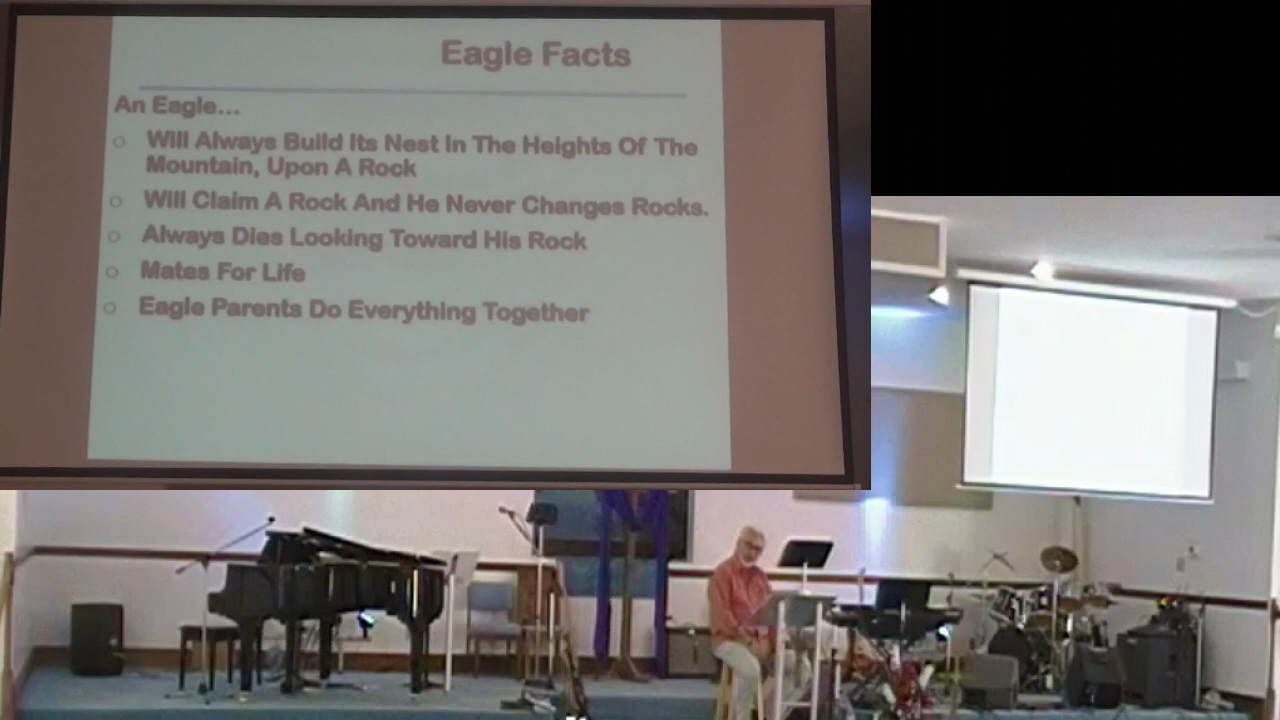 Eagle Facts
An Eagle...
Will Always Build Its Nest In The Heights Of The
Mountain, Upon A Rock
Will Claim A Rock And He Never Changes Rocks.
Always Dies Looking Toward His Rock
Mates For Life
Eagle Parents Do Everything Together